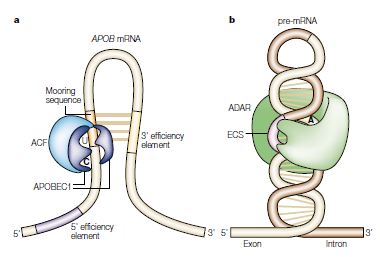 a
APOB mRNA
Mooring
sequence
ACF
U
C
APOBEC1
3' efficiency
element
5' efficiency
element
5'
3'
b
pre-mRNA
ADAR
A
ECS
5'
3'
Exon
Intron